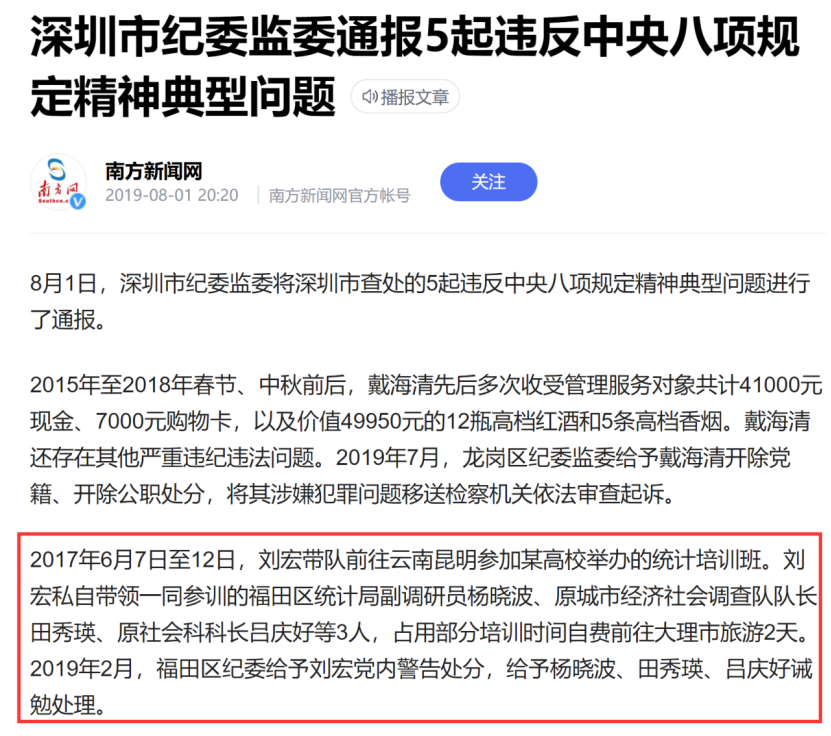 深圳市纪委监委通报5起违反中央八项规
定精神典型问题 播报文章
南方网
Southcn.c
南方新闻网
2019-08-01 20:20 南方新闻网官方帐号
关注
8月1日，深圳市纪委监委将深圳市查处的5起违反中央八项规定精神典型问题进行
了通报。
2015年至2018年春节、中秋前后，戴海清先后多次收受管理服务对象共计41000元
现金、7000元购物卡，以及价值49950元的12瓶高档红酒和5条高档香烟。戴海清
还存在其他严重违纪违法问题。2019年7月，龙岗区纪委监委给予戴海清开除党
籍、开除公职处分，将其涉嫌犯罪问题移送检察机关依法审查起诉。
2017年6月7日至12日，刘宏带队前往云南昆明参加某高校举办的统计培训班。刘
宏私自带领一同参训的福田区统计局副调研员杨晓波、原城市经济社会调查队队长
田秀瑛、原社会科科长吕庆好等3人，占用部分培训时间自费前往大理市旅游2天。
2019年2月，福田区纪委给予刘宏党内警告处分，给予杨晓波、田秀瑛、吕庆好诫
勉处理。